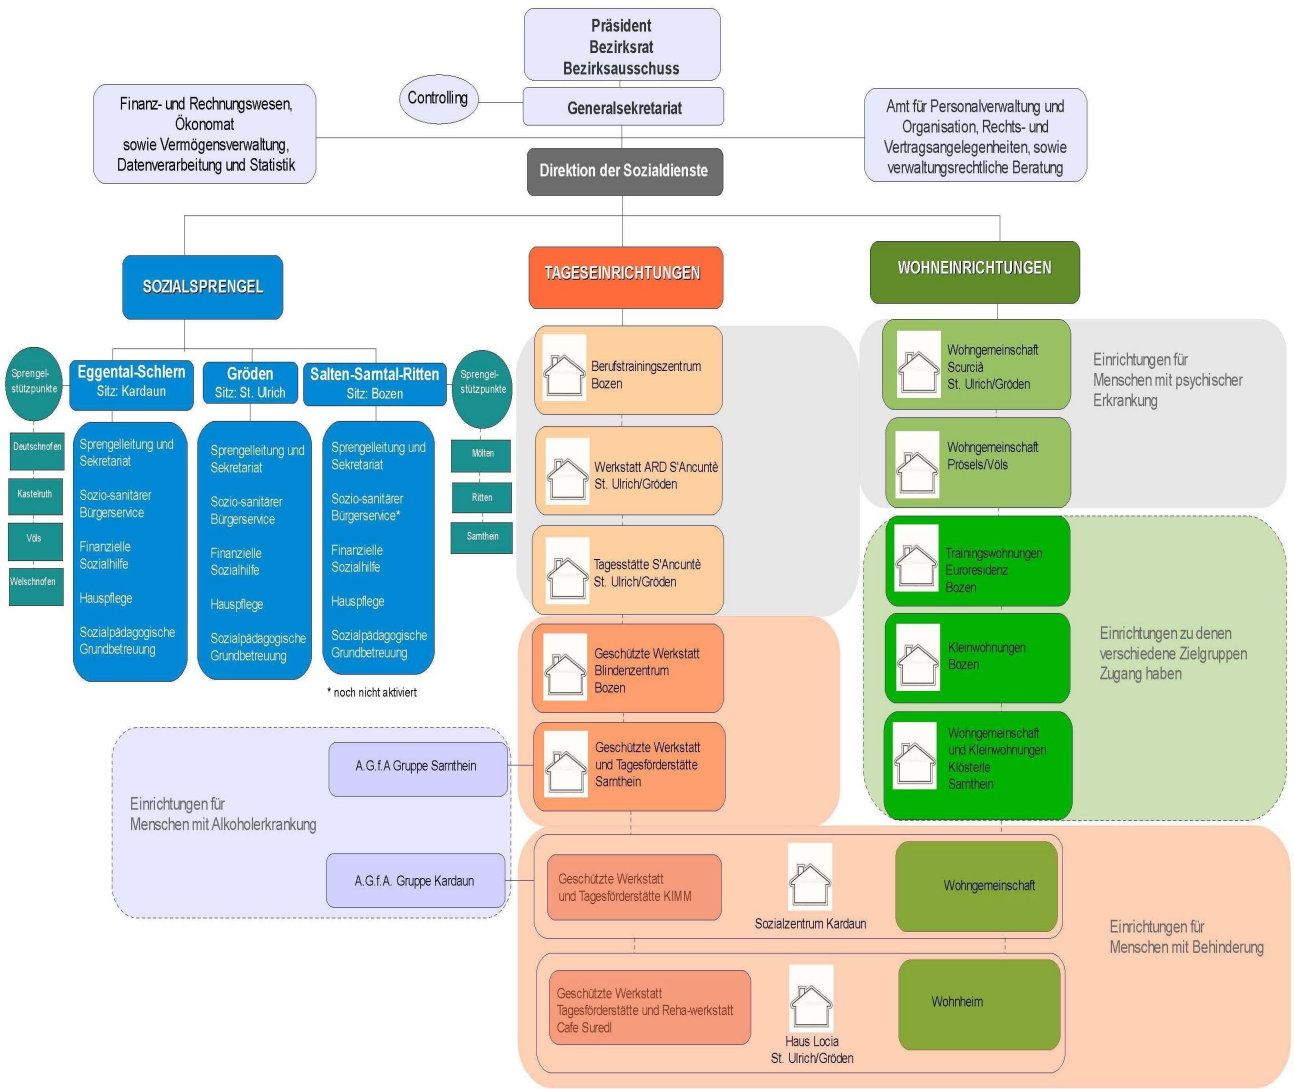 Präsident
Bezirksrat
Bezirksausschuss
Controlling
Generalsekretariat
Finanz- und Rechnungswesen,
Ökonomat
sowie Vermögensverwaltung,
Datenverarbeitung und Statistik
Amt für Personalverwaltung und
Organisation, Rechts- und
Vertragsangelegenheiten, sowie
verwaltungsrechtliche Beratung
Direktion der Sozialdienste
SOZIALSPRENGEL
TAGESEINRICHTUNGEN
WOHNEINRICHTUNGEN
Sprengel-
stützpunkte
Deutschnofen
Kastelruth
Völs
Welschnofen
Eggental-Schlern
Sitz: Kardaun
Sprengelleitung und
Sekretariat
Sozio-sanitärer
Bürgerservice
Finanzielle
Sozialhilfe
Hauspflege
Sozialpädagogische
Grundbetreuung
Gröden
Sitz: St. Ulrich
Sprengelleitung und
Sekretariat
Sozio-sanitärer
Bürgerservice
Finanzielle
Sozialhilfe
Hauspflege
Sozialpädagogische
Grundbetreuung
Salten-Sarntal-Ritten
Sitz: Bozen
Sprengelleitung und
Sekretariat
Sozio-sanitärer
Bürgerservice*
Finanzielle
Sozialhilfe
Hauspflege
Sozialpädagogische
Grundbetreuung
* noch nicht aktiviert
Sprengel-
stützpunkte
Mölten
Ritten
Sarnthein
Berufstrainingszentrum
Bozen
Werkstatt ARD S'Ancuntè
St. Ulrich/Gröden
Tagesstätte S'Ancuntè
St. Ulrich/Gröden
Geschützte Werkstatt
Blindenzentrum
Bozen
Geschützte Werkstatt
und Tagesförderstätte
Sarnthein
Wohngemeinschaft
Scurcià
St. Ulrich/Gröden
Wohngemeinschaft
Prösels/Völs
Einrichtungen für
Menschen mit psychischer
Erkrankung
Trainingswohnungen
Euroresidenz
Bozen
Kleinwohnungen
Bozen
Wohngemeinschaft
und Kleinwohnungen
Klösterle
Sarnthein
Einrichtungen zu denen
verschiedene Zielgruppen
Zugang haben
A.G.f.A Gruppe Sarnthein
Einrichtungen für
Menschen mit Alkoholerkrankung
A.G.f.A. Gruppe Kardaun
Geschützte Werkstatt
und Tagesförderstätte KIMM
Sozialzentrum Kardaun
Wohngemeinschaft
Einrichtungen für
Menschen mit Behinderung
Geschützte Werkstatt
Tagesförderstätte und Reha-werkstatt
Cafe Suredl
Haus Locia
St. Ulrich/Gröden
Wohnheim